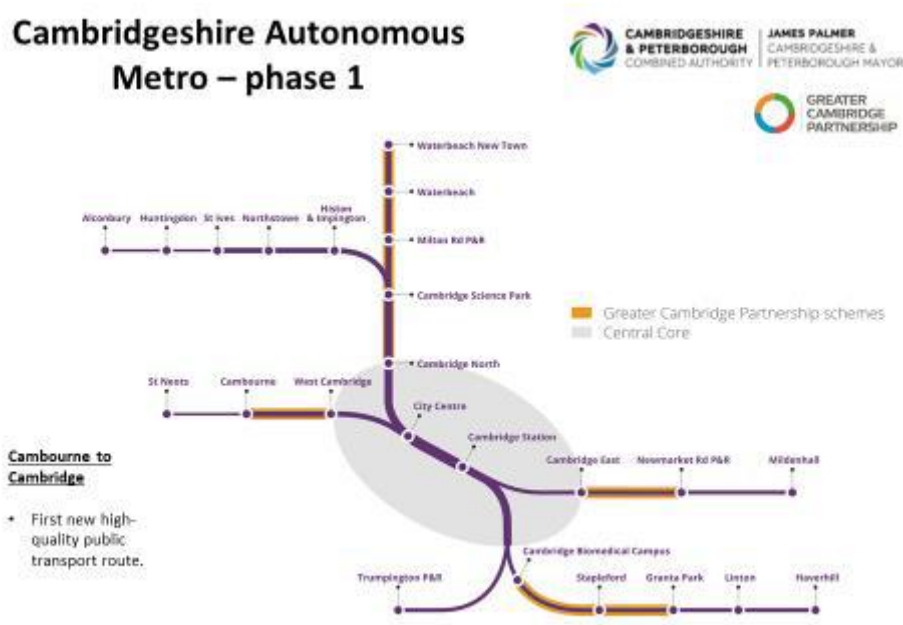 Cambridgeshire Autonomous
Metro – phase 1
CAMBRIDGESHIRE
& PETERBOROUGH
COMBINED AUTHORITY
JAMES PALMER
CAMBRIDGESHIRE &
PETERBOROUGH MAYOR
GREATER
CAMBRIDGE
PARTNERSHIP
Waterbeach New Town
Waterbeach
Milton Rd P&R
Alconbury
Huntingdon
St Ives
Northstowe
Histon
& Impington
Cambridge Science Park
Greater Cambridge Partnership schemes
Central Core
Cambridge North
St Neots
Cambourne
West Cambridge
City Centre
Cambridge Station
Cambourne to
Cambridge
• First new high-
quality public
transport route.
Cambridge East
Newmarket Rd P&R
Mildenhall
Cambridge Biomedical Campus
Trumpington P&R
Stapleford
Granta Park
Linton
Haverhill